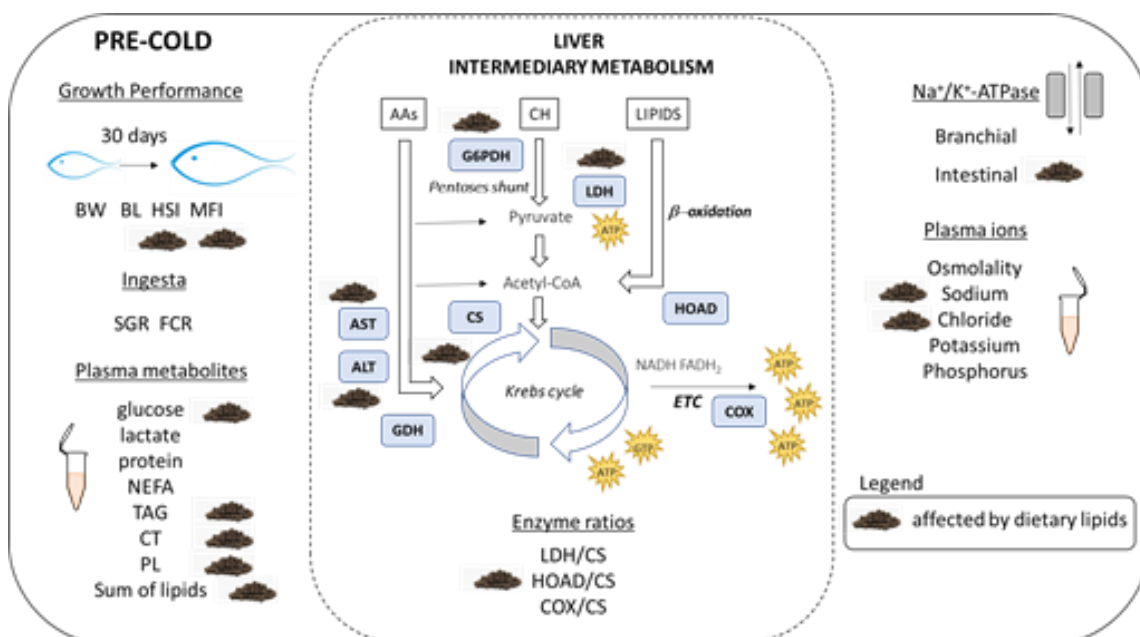 PRE-COLD
Growth Performance
30 days
BW BL HSI MFI
Ingesta
SGR FCR
Plasma metabolites
glucose
lactate
protein
NEFA
TAG
CT
PL
Sum of lipids
LIVER
INTERMEDIARY METABOLISM
AAs
CH
LIPIDS
G6PDH
Pentoses shunt
LDH
Pyruvate
ATP
β-oxidation
Acetyl-CoA
AST
CS
HOAD
ALT
Krebs cycle
NADH FADH₂
ETC
COX
GDH
ATP
ATP
ATP
GTP
ATP
Enzyme ratios
LDH/CS
HOAD/CS
COX/CS
Na⁺/K⁺-ATPase
Branchial
Intestinal
Plasma ions
Osmolality
Sodium
Chloride
Potassium
Phosphorus
Legend
affected by dietary lipids